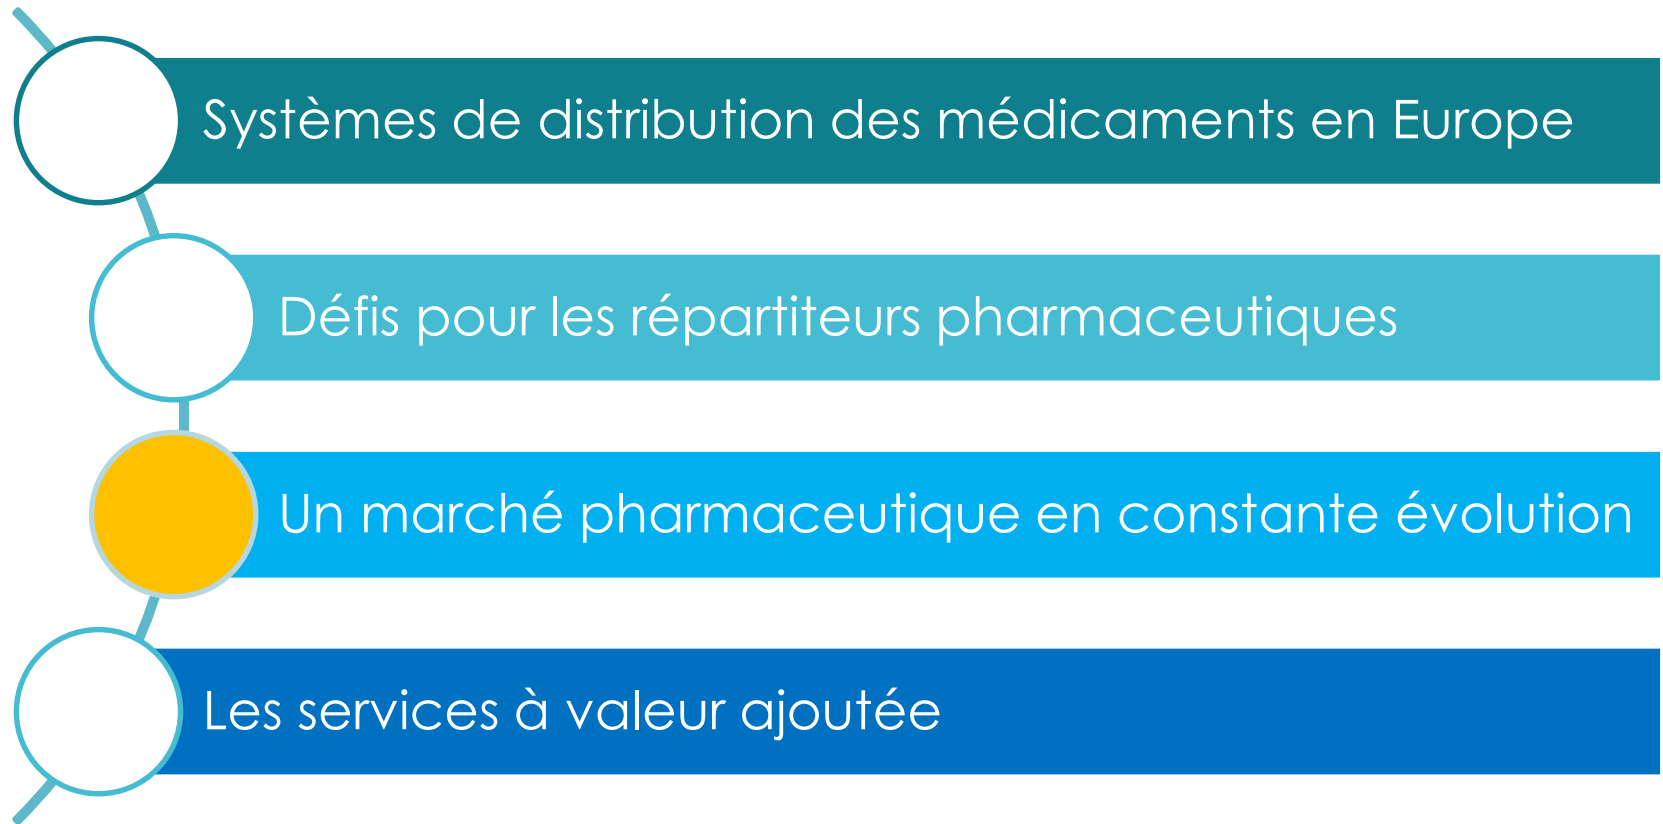 Systèmes de distribution des médicaments en Europe
Défis pour les répartiteurs pharmaceutiques
Un marché pharmaceutique en constante évolution
Les services à valeur ajoutée